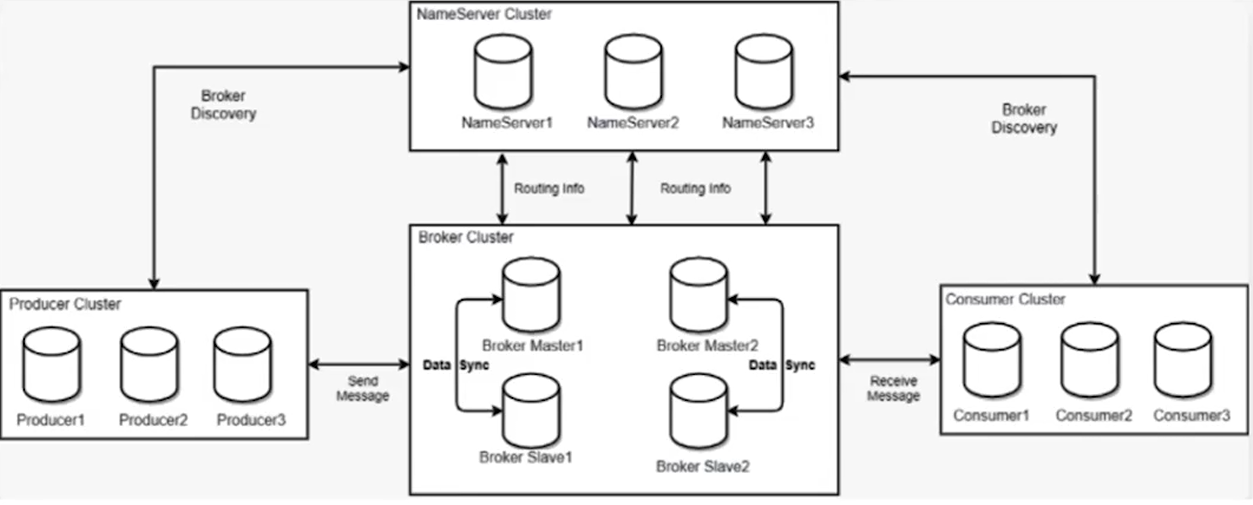 NameServer Cluster
NameServer1
NameServer2
NameServer3
Broker
Discovery
Broker
Discovery
Routing Info
Routing Info
Broker Cluster
Broker Master1
Broker Master2
Data Sync
Data Sync
Broker Slave1
Broker Slave2
Producer Cluster
Producer1
Producer2
Producer3
Send
Message
Receive
Message
Consumer Cluster
Consumer1
Consumer2
Consumer3